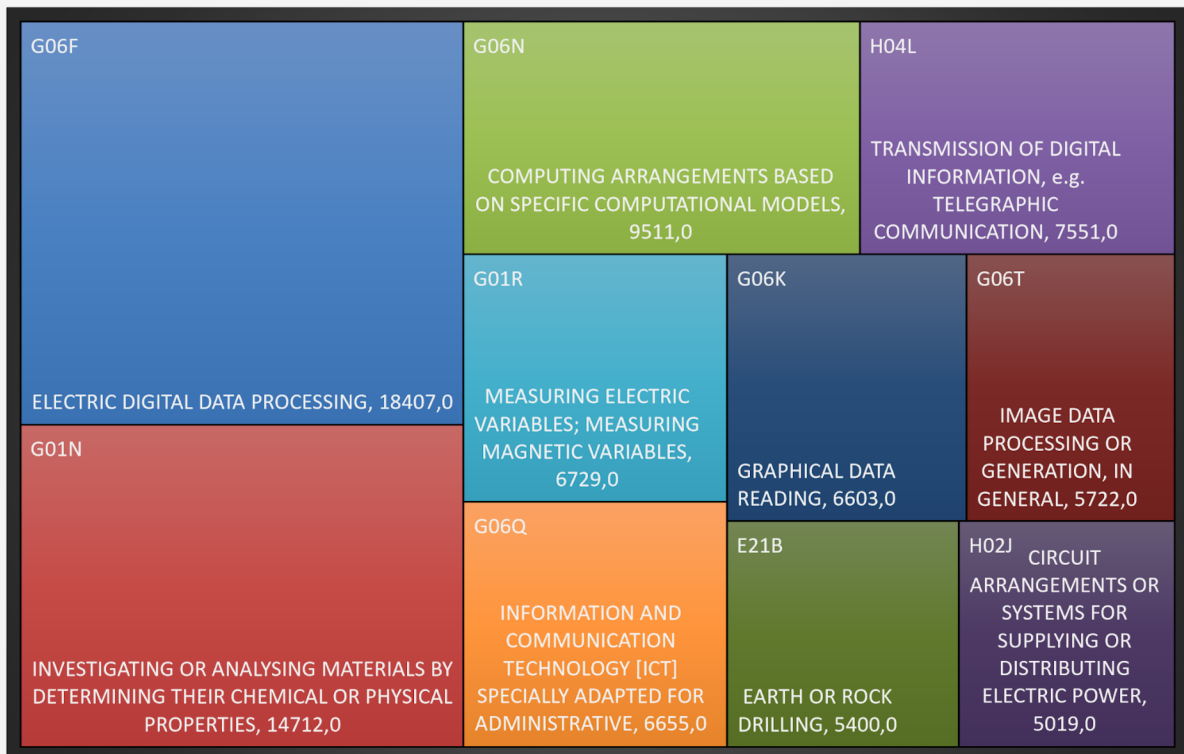 G06F
ELECTRIC DIGITAL DATA PROCESSING, 18407,0
G01N
INVESTIGATING OR ANALYSING MATERIALS BY
DETERMINING THEIR CHEMICAL OR PHYSICAL
PROPERTIES, 14712,0
G06N
COMPUTING ARRANGEMENTS BASED
ON SPECIFIC COMPUTATIONAL MODELS,
9511,0
H04L
TRANSMISSION OF DIGITAL
INFORMATION, e.g.
TELEGRAPHIC
COMMUNICATION, 7551,0
G01R
MEASURING ELECTRIC
VARIABLES; MEASURING
MAGNETIC VARIABLES,
6729,0
G06Q
INFORMATION AND
COMMUNICATION
TECHNOLOGY [ICT]
SPECIALLY ADAPTED FOR
ADMINISTRATIVE, 6655,0
G06K
GRAPHICAL DATA
READING, 6603,0
G06T
IMAGE DATA
PROCESSING OR
GENERATION, IN
GENERAL, 5722,0
E21B
EARTH OR ROCK
DRILLING, 5400,0
H02J
CIRCUIT
ARRANGEMENTS OR
SYSTEMS FOR
SUPPLYING OR
DISTRIBUTING
ELECTRIC POWER,
5019,0